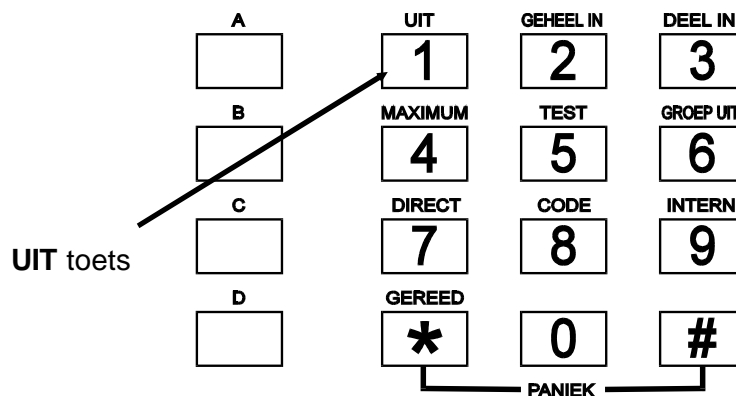 A UIT GEHEEL IN DEEL IN
1 2 3
B MAXIMUM TEST GROEP UIT
4 5 6
C DIRECT CODE INTERN
7 8 9
UIT toets
D GEREED
* 0 #
PANIEK